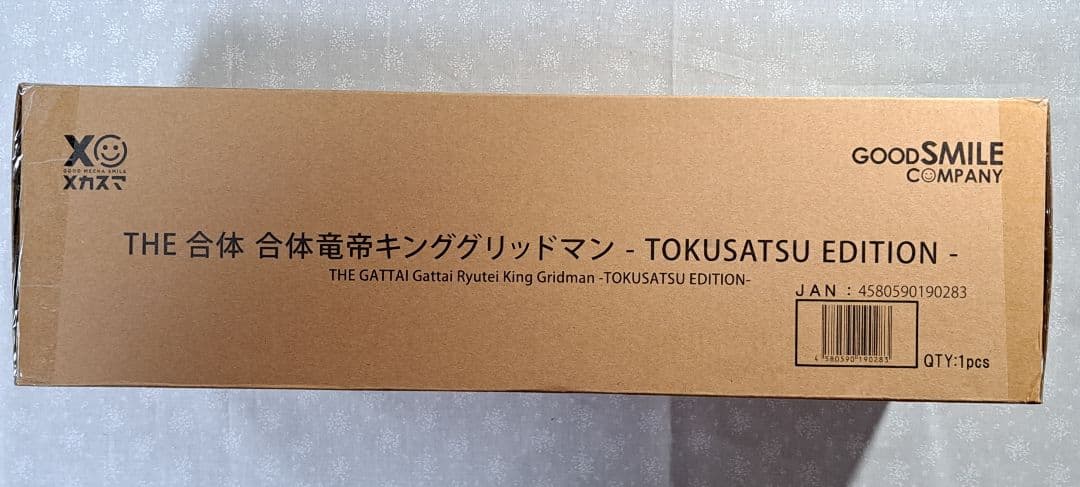 GOOD MECHA SMILE
メカスマ
GOODSMILE
COMPANY
THE 合体 合体竜帝キンググリッドマン - TOKUSATSU EDITION -
THE GATTAI Gattai Ryutei King Gridman -TOKUSATSU EDITION-
JAN : 4580590190283
4 580590 190283
QTY:1pcs